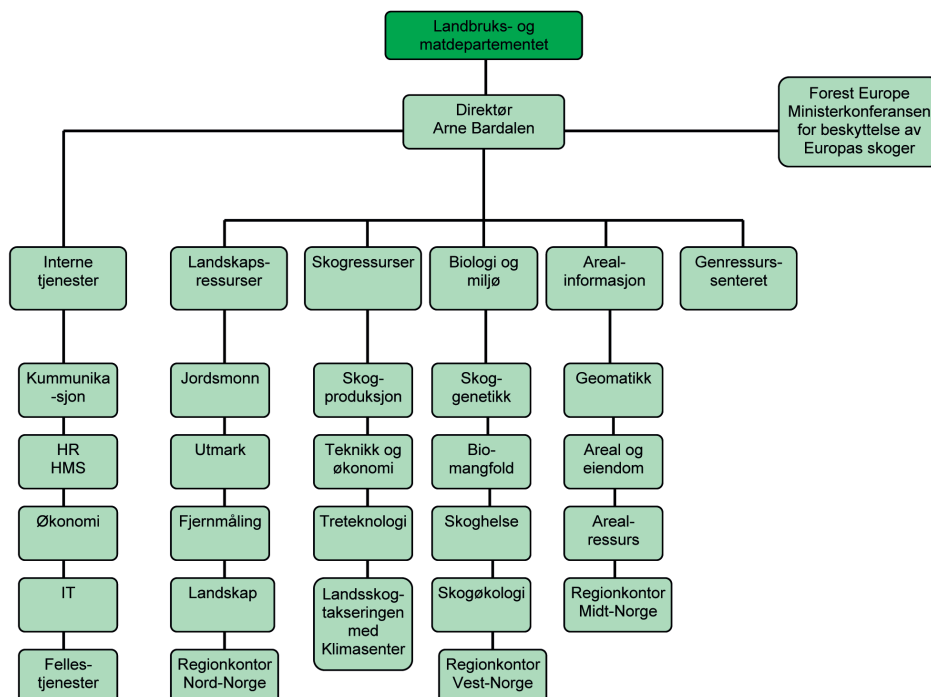 Landbruks- og
matdepartementet
Direktør
Arne Bardalen
Forest Europe
Ministerkonferansen
for beskyttelse av
Europas skoger
Interne
tjenester
Landskaps-
ressurser
Skogressurser
Biologi og
miljø
Areal-
informasjon
Genressurs-
senteret
Kummunika
-sjon
HR
HMS
Økonomi
IT
Felles-
tjenester
Jordsmonn
Utmark
Fjernmåling
Landskap
Regionkontor
Nord-Norge
Skog-
produksjon
Teknikk og
økonomi
Treteknologi
Landsskog-
takseringen
med
Klimasenter
Skog-
genetikk
Bio-
mangfold
Skoghelse
Skogøkologi
Regionkontor
Vest-Norge
Geomatikk
Areal og
eiendom
Areal-
ressurs
Regionkontor
Midt-Norge